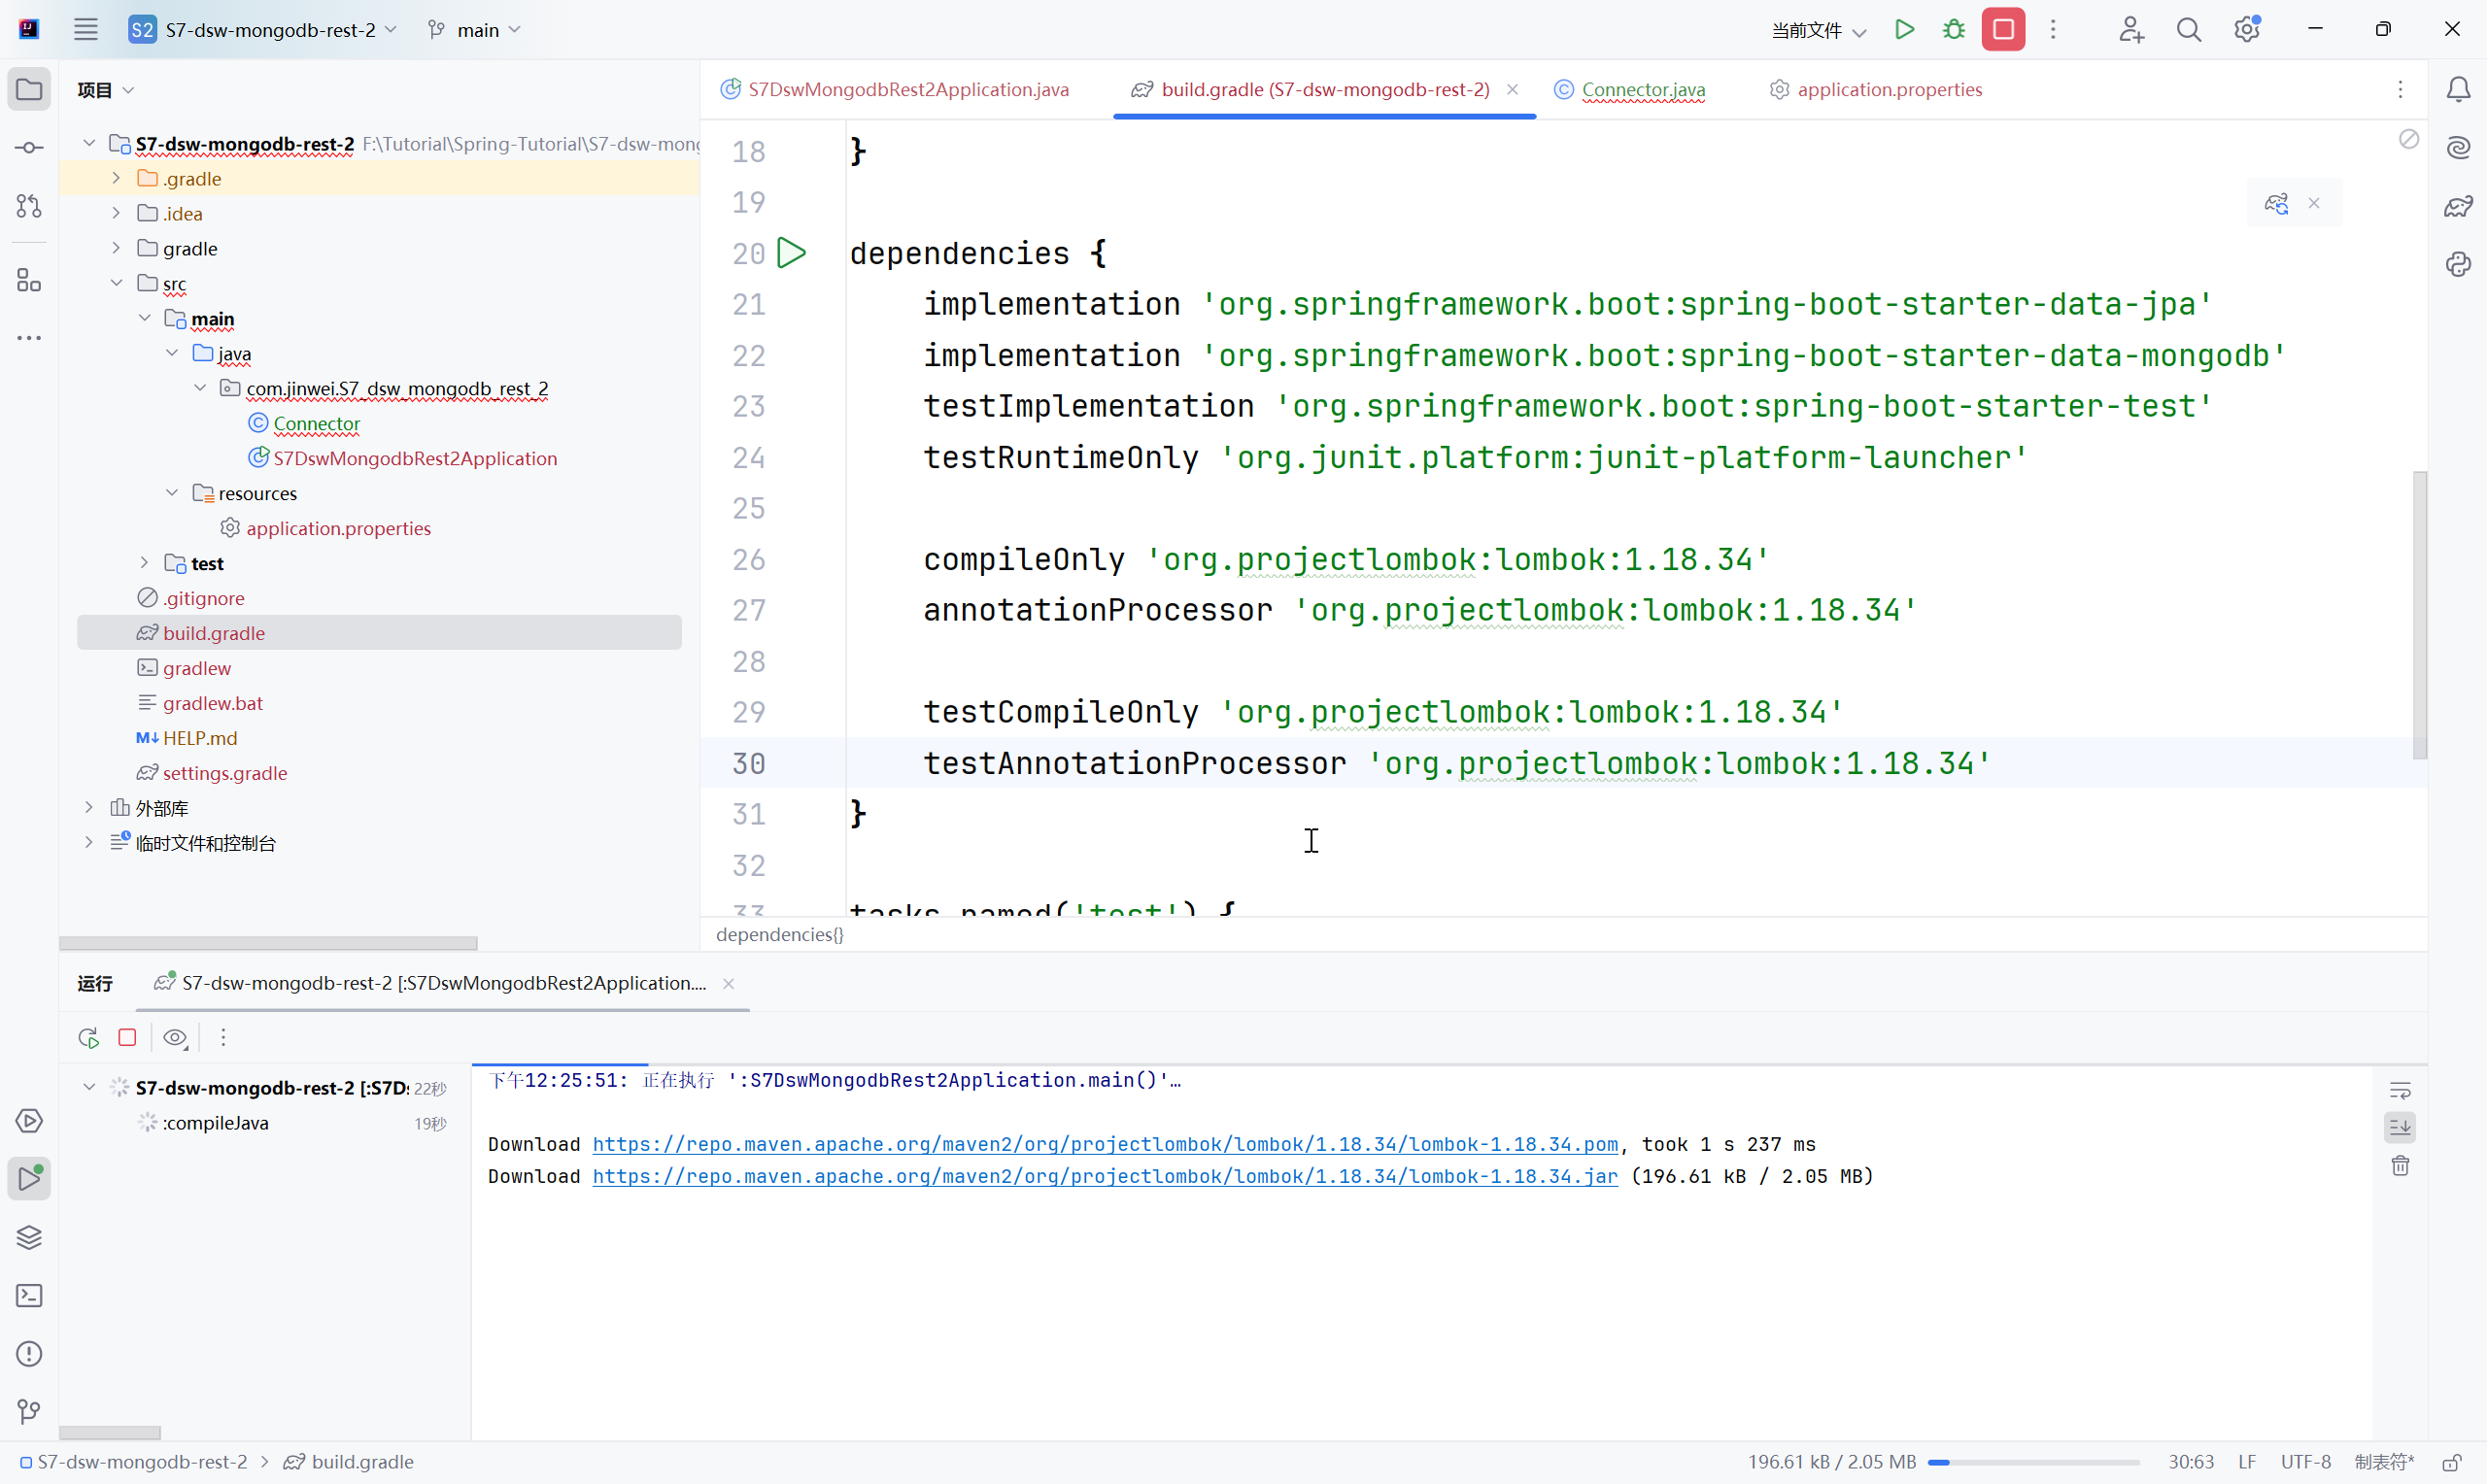 S2 S7-dsw-mongodb-rest-2 main 当前文件
项目
S7DswMongodbRest2Application.java build.gradle (S7-dsw-mongodb-rest-2) Connector.java application.properties
S7-dsw-mongodb-rest-2 F:\Tutorial\Spring-Tutorial\S7-dsw-mong
.gradle
.idea
gradle
src
main
java
com.jinwei.S7_dsw_mongodb_rest_2
Connector
S7DswMongodbRest2Application
resources
application.properties
test
.gitignore
build.gradle
gradlew
gradlew.bat
M↓ HELP.md
settings.gradle
外部库
临时文件和控制台
18 }
19
20 dependencies {
21 implementation 'org.springframework.boot:spring-boot-starter-data-jpa'
22 implementation 'org.springframework.boot:spring-boot-starter-data-mongodb'
23 testImplementation 'org.springframework.boot:spring-boot-starter-test'
24 testRuntimeOnly 'org.junit.platform:junit-platform-launcher'
25
26 compileOnly 'org.projectlombok:lombok:1.18.34'
27 annotationProcessor 'org.projectlombok:lombok:1.18.34'
28
29 testCompileOnly 'org.projectlombok:lombok:1.18.34'
30 testAnnotationProcessor 'org.projectlombok:lombok:1.18.34'
31 }
32
33 tasks.named('test') {
dependencies{}
运行 S7-dsw-mongodb-rest-2 [:S7DswMongodbRest2Application....
S7-dsw-mongodb-rest-2 [:S7D 22秒
:compileJava 19秒
下午12:25:51: 正在执行 ':S7DswMongodbRest2Application.main()'…
Download https://repo.maven.apache.org/maven2/org/projectlombok/lombok/1.18.34/lombok-1.18.34.pom, took 1 s 237 ms
Download https://repo.maven.apache.org/maven2/org/projectlombok/lombok/1.18.34/lombok-1.18.34.jar (196.61 kB / 2.05 MB)
S7-dsw-mongodb-rest-2 > build.gradle 196.61 kB / 2.05 MB 30:63 LF UTF-8 制表符*